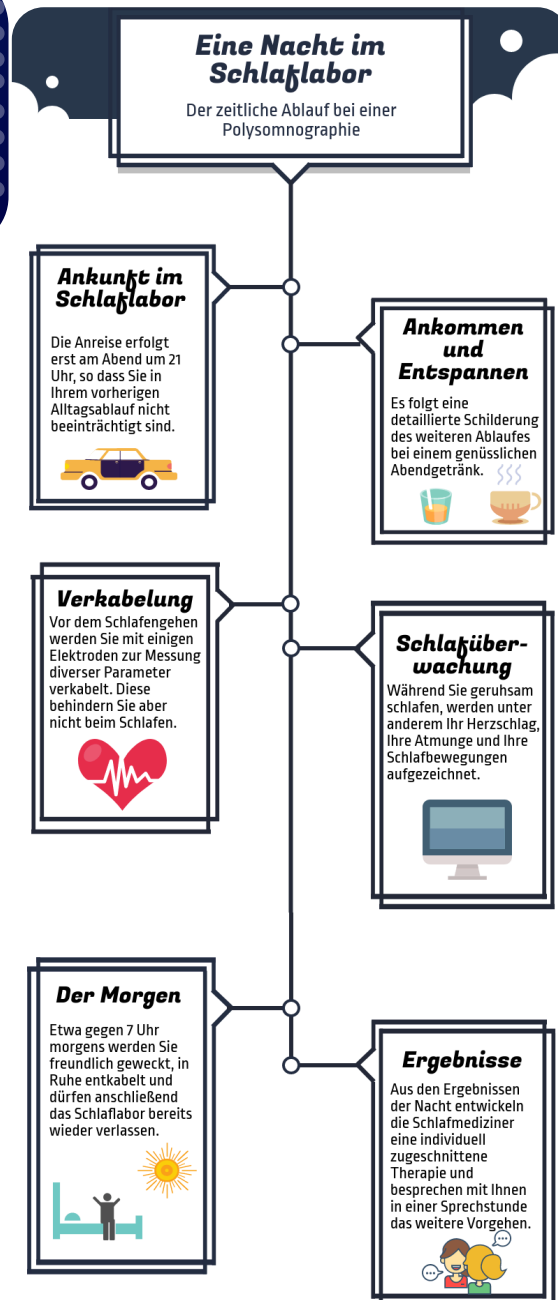 Eine Nacht im
Schlaflabor
Der zeitliche Ablauf bei einer
Polysomnographie
Ankunft im
Schlaflabor
Die Anreise erfolgt
erst am Abend um 21
Uhr, so dass Sie in
Ihrem vorherigen
Alltagsablauf nicht
beeinträchtigt sind.
Ankommen
und
Entspannen
Es folgt eine
detaillierte Schilderung
des weiteren Ablaufes
bei einem genüsslichen
Abendgetränk.
Verkabelung
Vor dem Schlafengehen
werden Sie mit einigen
Elektroden zur Messung
diverser Parameter
verkabelt. Diese
behindern Sie aber
nicht beim Schlafen.
Schlafüber-
wachung
Während Sie geruhsam
schlafen, werden unter
anderem Ihr Herzschlag,
Ihre Atmunge und Ihre
Schlafbewegungen
aufgezeichnet.
Der Morgen
Etwa gegen 7 Uhr
morgens werden Sie
freundlich geweckt, in
Ruhe entkabelt und
dürfen anschließend
das Schlaflabor bereits
wieder verlassen.
Ergebnisse
Aus den Ergebnissen
der Nacht entwickeln
die Schlafmediziner
eine individuell
zugeschnittene
Therapie und
besprechen mit Ihnen
in einer Sprechstunde
das weitere Vorgehen.